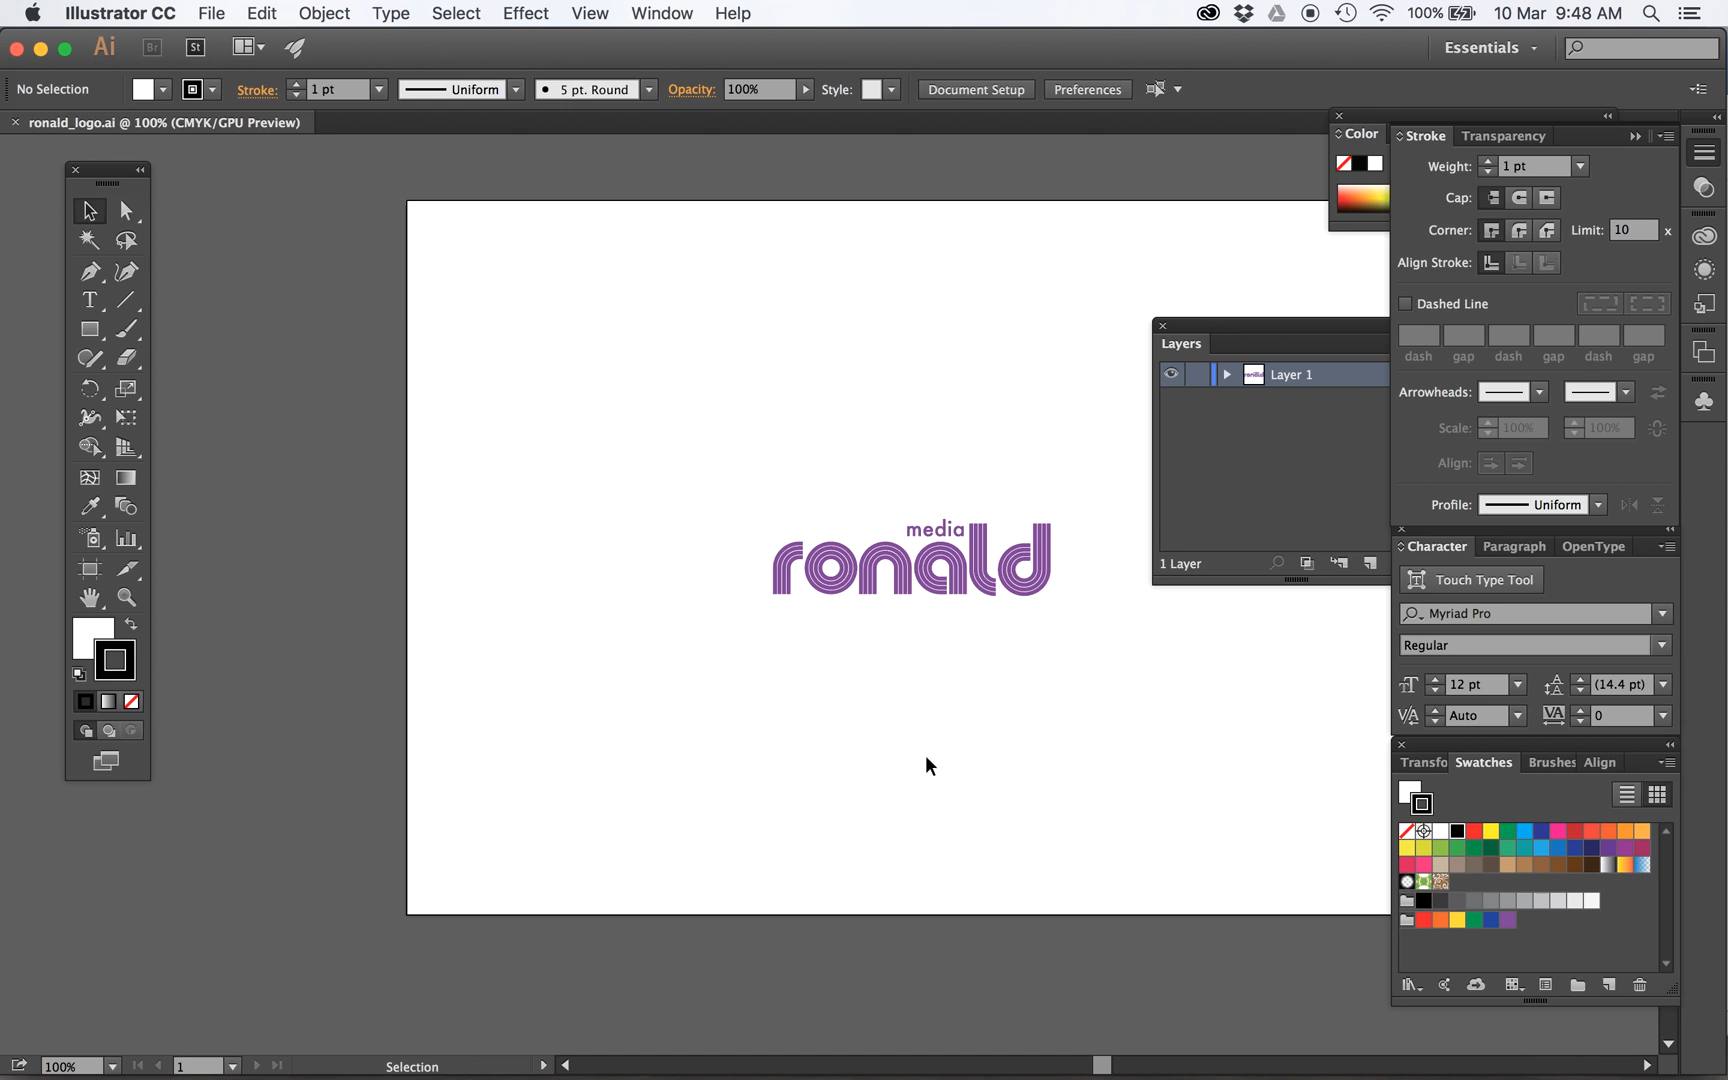 Illustrator CC File Edit Object Type Select Effect View Window Help 100% 10 Mar 9:48 AM
Ai Br St Essentials
No Selection Stroke: 1 pt Uniform 5 pt. Round Opacity: 100% Style: Document Setup Preferences
ronald_logo.ai @ 100% (CMYK/GPU Preview)
Color
Stroke Transparency
Weight: 1 pt
Cap:
Corner: Limit: 10 x
Align Stroke:
Dashed Line
dash gap dash gap dash gap
Arrowheads:
Scale: 100% 100%
Align:
Profile: Uniform
Layers
Layer 1
1 Layer
media
ronald
Character Paragraph OpenType
Touch Type Tool
Myriad Pro
Regular
12 pt (14.4 pt)
Auto 0
Transfo Swatches Brushes Align
100% 1 Selection